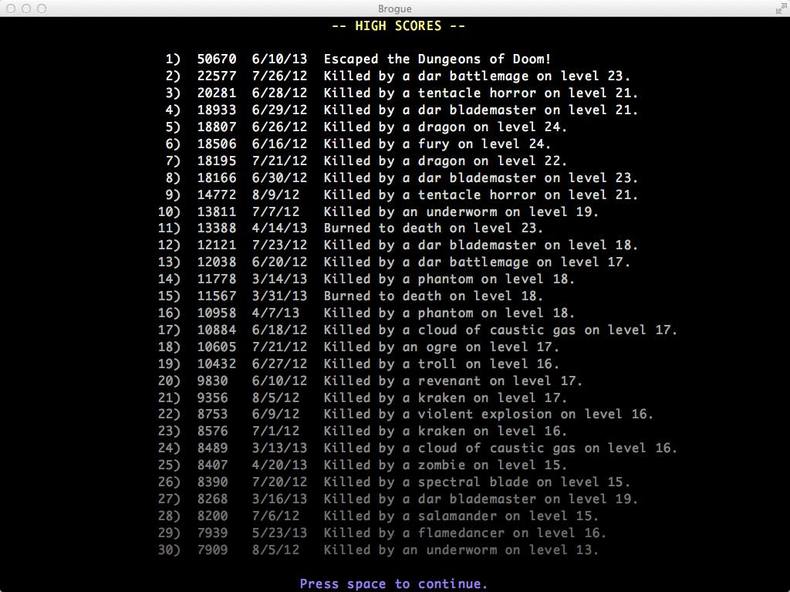 Brogue
-- HIGH SCORES --
1) 50670 6/10/13 Escaped the Dungeons of Doom!
2) 22577 7/26/12 Killed by a dar battlemage on level 23.
3) 20281 6/28/12 Killed by a tentacle horror on level 21.
4) 18933 6/29/12 Killed by a dar blademaster on level 21.
5) 18807 6/26/12 Killed by a dragon on level 24.
6) 18506 6/16/12 Killed by a fury on level 24.
7) 18195 7/21/12 Killed by a dragon on level 22.
8) 18166 6/30/12 Killed by a dar blademaster on level 23.
9) 14772 8/9/12 Killed by a tentacle horror on level 21.
10) 13811 7/7/12 Killed by an underworm on level 19.
11) 13388 4/14/13 Burned to death on level 23.
12) 12121 7/23/12 Killed by a dar blademaster on level 18.
13) 12038 6/20/12 Killed by a dar battlemage on level 17.
14) 11778 3/14/13 Killed by a phantom on level 18.
15) 11567 3/31/13 Burned to death on level 18.
16) 10958 4/7/13 Killed by a phantom on level 18.
17) 10884 6/18/12 Killed by a cloud of caustic gas on level 17.
18) 10605 7/21/12 Killed by an ogre on level 17.
19) 10432 6/27/12 Killed by a troll on level 16.
20) 9830 6/10/12 Killed by a revenant on level 17.
21) 9356 8/5/12 Killed by a kraken on level 17.
22) 8753 6/9/12 Killed by a violent explosion on level 16.
23) 8576 7/1/12 Killed by a kraken on level 16.
24) 8489 3/13/13 Killed by a cloud of caustic gas on level 16.
25) 8407 4/20/13 Killed by a zombie on level 15.
26) 8390 7/20/12 Killed by a spectral blade on level 15.
27) 8268 3/16/13 Killed by a dar blademaster on level 19.
28) 8200 7/6/12 Killed by a salamander on level 15.
29) 7939 5/23/13 Killed by a flamedancer on level 16.
30) 7909 8/5/12 Killed by an underworm on level 13.
Press space to continue.